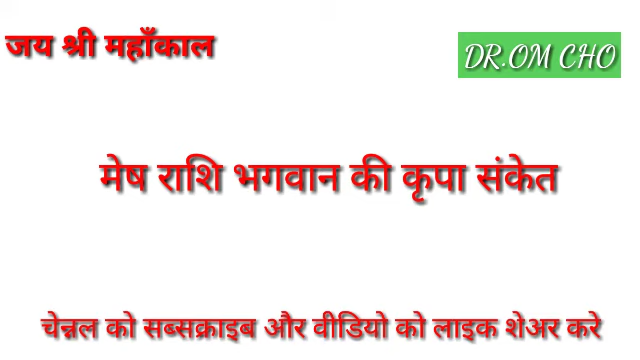 जय श्री महाँकाल
DR.OM CHO
मेष राशि भगवान की कृपा संकेत
चेन्नल को सब्सक्राइब और वीडियो को लाइक शेअर करे